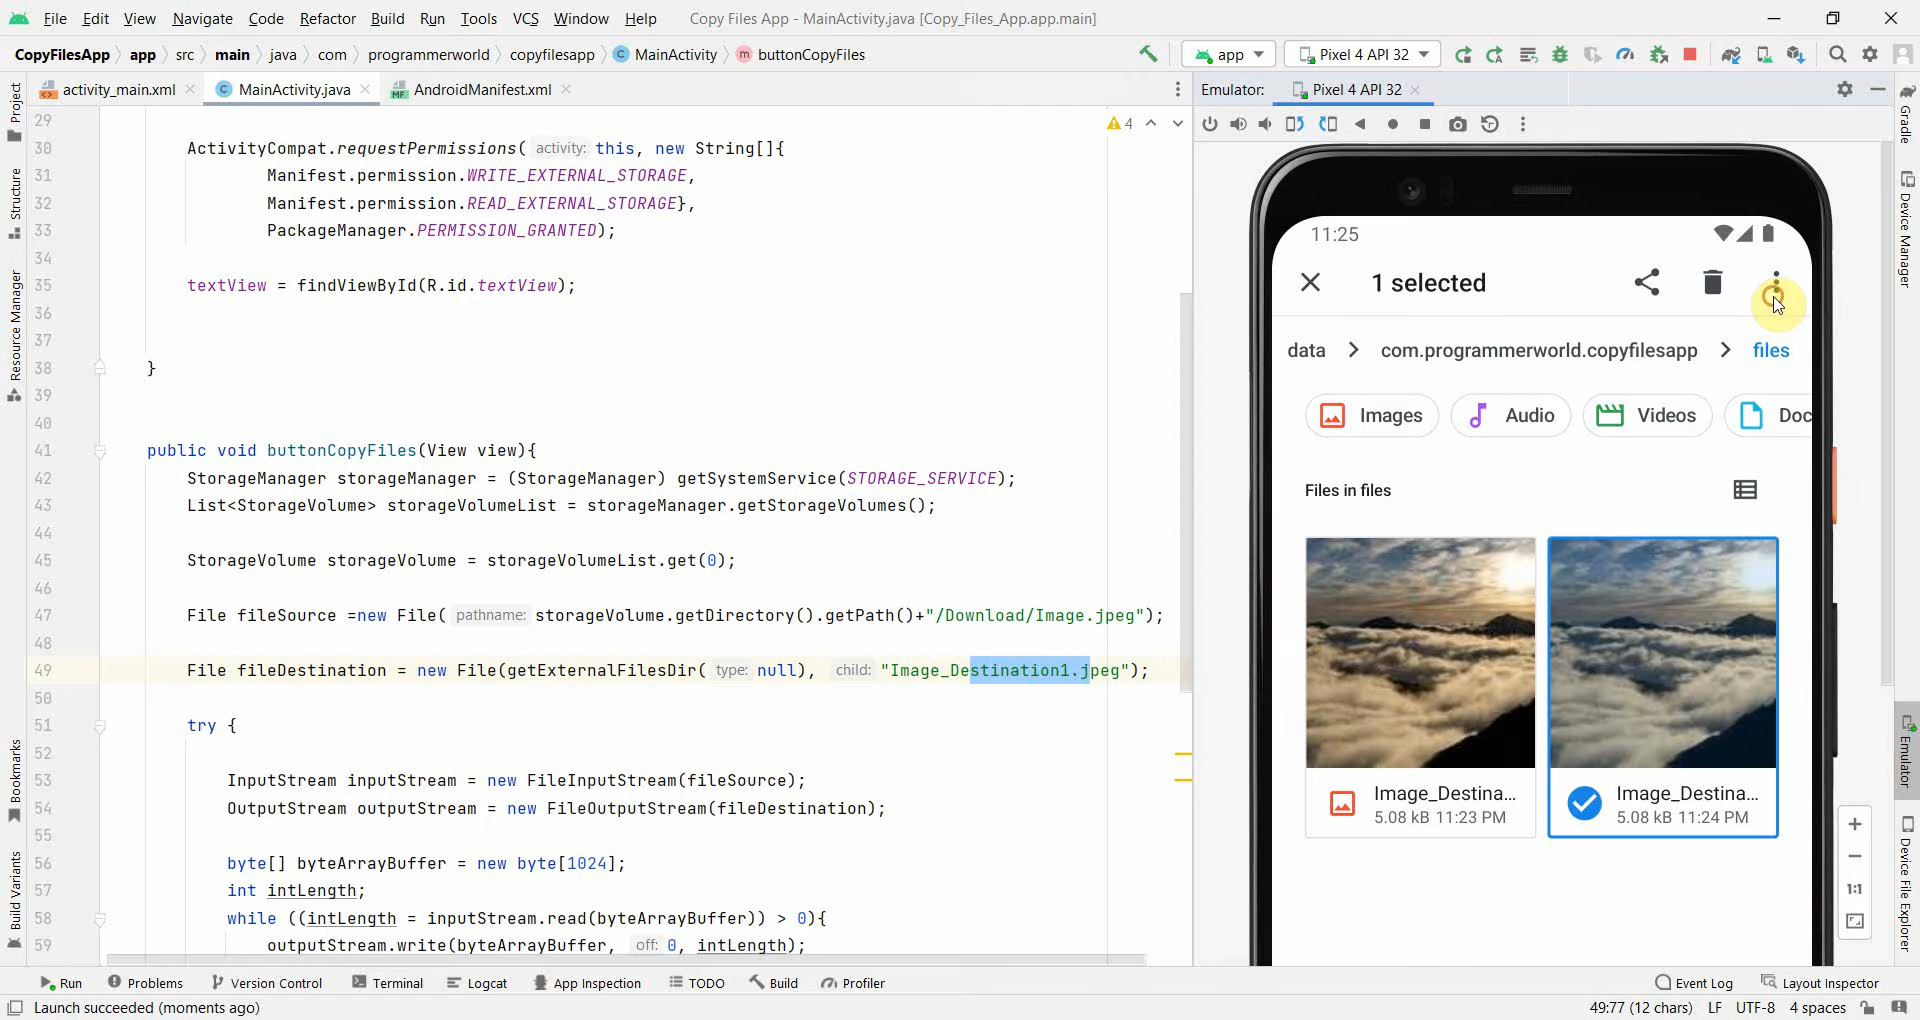 File Edit View Navigate Code Refactor Build Run Tools VCS Window Help Copy Files App - MainActivity.java [Copy_Files_App.app.main]
CopyFilesApp app src main java com programmerworld copyfilesapp MainActivity buttonCopyFiles app Pixel 4 API 32
activity_main.xml MainActivity.java AndroidManifest.xml
Emulator: Pixel 4 API 32
4
29
30 ActivityCompat.requestPermissions( activity: this, new String[]{
31 Manifest.permission.WRITE_EXTERNAL_STORAGE,
32 Manifest.permission.READ_EXTERNAL_STORAGE},
33 PackageManager.PERMISSION_GRANTED);
34
35 textView = findViewById(R.id.textView);
36
37
38 }
39
40
41 public void buttonCopyFiles(View view){
42 StorageManager storageManager = (StorageManager) getSystemService(STORAGE_SERVICE);
43 List<StorageVolume> storageVolumeList = storageManager.getStorageVolumes();
44
45 StorageVolume storageVolume = storageVolumeList.get(0);
46
47 File fileSource =new File( pathname: storageVolume.getDirectory().getPath()+"/Download/Image.jpeg");
48
49 File fileDestination = new File(getExternalFilesDir( type: null), child: "Image_Destination1.jpeg");
50
51 try {
52
53 InputStream inputStream = new FileInputStream(fileSource);
54 OutputStream outputStream = new FileOutputStream(fileDestination);
55
56 byte[] byteArrayBuffer = new byte[1024];
57 int intLength;
58 while ((intLength = inputStream.read(byteArrayBuffer)) > 0){
59 outputStream.write(byteArrayBuffer, off: 0, intLength);
Project
Structure
Resource Manager
Bookmarks
Build Variants
11:25
1 selected
data com.programmerworld.copyfilesapp files
Images Audio Videos Doc
Files in files
Image_Destina...
5.08 kB 11:23 PM
Image_Destina...
5.08 kB 11:24 PM
1:1
Gradle
Device Manager
Emulator
Device File Explorer
Run Problems Version Control Terminal Logcat App Inspection TODO Build Profiler Event Log Layout Inspector
Launch succeeded (moments ago) 49:77 (12 chars) LF UTF-8 4 spaces